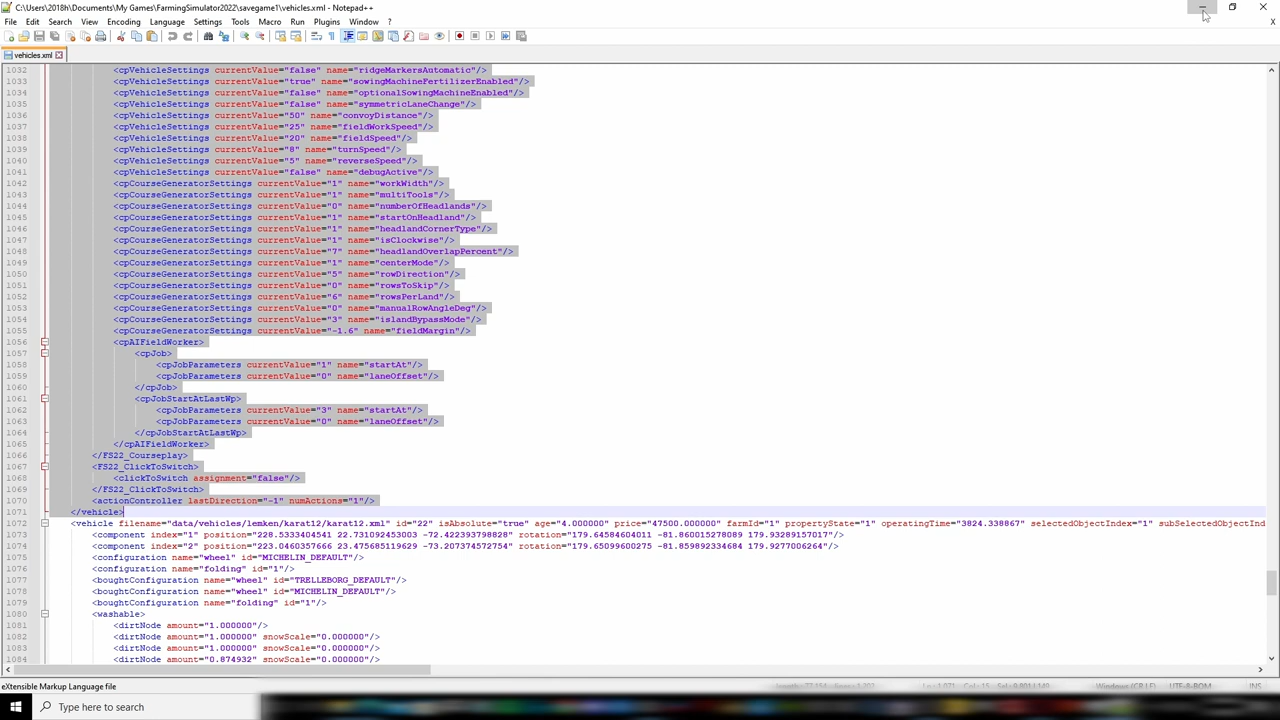 C:\Users\2018h\Documents\My Games\FarmingSimulator2022\savegame1\vehicles.xml - Notepad++
File Edit Search View Encoding Language Settings Tools Macro Run Plugins Window ?
vehicles.xml
1032 <cpVehicleSettings currentValue="false" name="ridgeMarkersAutomatic"/>
1033 <cpVehicleSettings currentValue="true" name="sowingMachineFertilizerEnabled"/>
1034 <cpVehicleSettings currentValue="false" name="optionalSowingMachineEnabled"/>
1035 <cpVehicleSettings currentValue="false" name="symmetricLaneChange"/>
1036 <cpVehicleSettings currentValue="50" name="convoyDistance"/>
1037 <cpVehicleSettings currentValue="25" name="fieldWorkSpeed"/>
1038 <cpVehicleSettings currentValue="20" name="fieldSpeed"/>
1039 <cpVehicleSettings currentValue="8" name="turnSpeed"/>
1040 <cpVehicleSettings currentValue="5" name="reverseSpeed"/>
1041 <cpVehicleSettings currentValue="false" name="debugActive"/>
1042 <cpCourseGeneratorSettings currentValue="1" name="workWidth"/>
1043 <cpCourseGeneratorSettings currentValue="1" name="multiTools"/>
1044 <cpCourseGeneratorSettings currentValue="0" name="numberOfHeadlands"/>
1045 <cpCourseGeneratorSettings currentValue="1" name="startOnHeadland"/>
1046 <cpCourseGeneratorSettings currentValue="1" name="headlandCornerType"/>
1047 <cpCourseGeneratorSettings currentValue="1" name="isClockwise"/>
1048 <cpCourseGeneratorSettings currentValue="7" name="headlandOverlapPercent"/>
1049 <cpCourseGeneratorSettings currentValue="1" name="centerMode"/>
1050 <cpCourseGeneratorSettings currentValue="5" name="rowDirection"/>
1051 <cpCourseGeneratorSettings currentValue="0" name="rowsToSkip"/>
1052 <cpCourseGeneratorSettings currentValue="6" name="rowsPerLand"/>
1053 <cpCourseGeneratorSettings currentValue="0" name="manualRowAngleDeg"/>
1054 <cpCourseGeneratorSettings currentValue="3" name="islandBypassMode"/>
1055 <cpCourseGeneratorSettings currentValue="-1.6" name="fieldMargin"/>
1056 <cpAIFieldWorker>
1057 <cpJob>
1058 <cpJobParameters currentValue="1" name="startAt"/>
1059 <cpJobParameters currentValue="0" name="laneOffset"/>
1060 </cpJob>
1061 <cpJobStartAtLastWp>
1062 <cpJobParameters currentValue="3" name="startAt"/>
1063 <cpJobParameters currentValue="0" name="laneOffset"/>
1064 </cpJobStartAtLastWp>
1065 </cpAIFieldWorker>
1066 </FS22_Courseplay>
1067 <FS22_ClickToSwitch>
1068 <clickToSwitch assignment="false"/>
1069 </FS22_ClickToSwitch>
1070 <actionController lastDirection="-1" numActions="1"/>
1071 </vehicle>
1072 <vehicle filename="data/vehicles/lemken/karat12/karat12.xml" id="22" isAbsolute="true" age="4.000000" price="47500.000000" farmId="1" propertyState="1" operatingTime="3824.338867" selectedObjectIndex="1" subSelectedObjectInd
1073 <component index="1" position="228.5333404541 22.731092453003 -72.422393798828" rotation="179.64584604011 -81.860015278089 179.93289157017"/>
1074 <component index="2" position="223.0460357666 23.475685119629 -73.207374572754" rotation="179.65099600275 -81.859892334684 179.9277006264"/>
1075 <configuration name="wheel" id="MICHELIN_DEFAULT"/>
1076 <configuration name="folding" id="1"/>
1077 <boughtConfiguration name="wheel" id="TRELLEBORG_DEFAULT"/>
1078 <boughtConfiguration name="wheel" id="MICHELIN_DEFAULT"/>
1079 <boughtConfiguration name="folding" id="1"/>
1080 <washable>
1081 <dirtNode amount="1.000000"/>
1082 <dirtNode amount="1.000000" snowScale="0.000000"/>
1083 <dirtNode amount="1.000000" snowScale="0.000000"/>
1084 <dirtNode amount="0.874932" snowScale="0.000000"/>
eXtensible Markup Language file Windows (CR LF) UTF-8-BOM INS
Type here to search